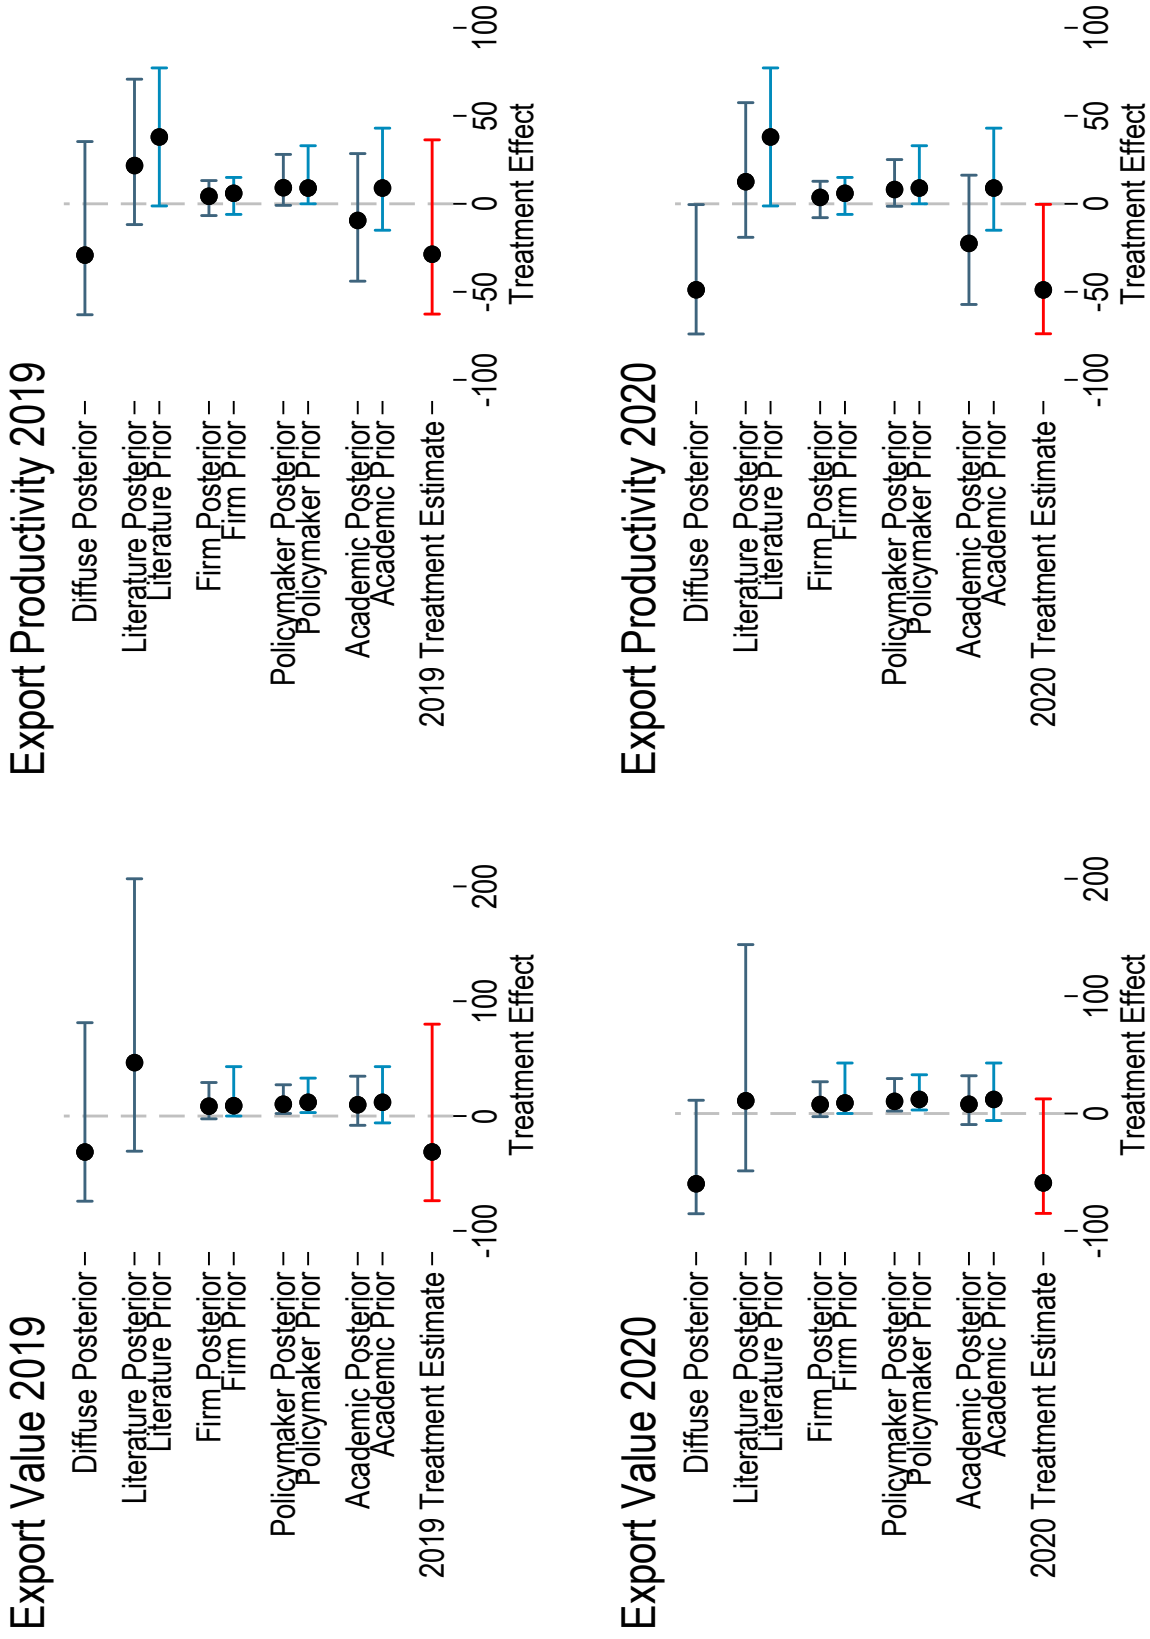 Export Value 2019
Diffuse Posterior
Literature Posterior
Literature Prior
Firm Posterior
Firm Prior
Policymaker Posterior
Policymaker Prior
Academic Posterior
Academic Prior
2019 Treatment Estimate
-100
0
100
200
Treatment Effect
Export Productivity 2019
Diffuse Posterior
Literature Posterior
Literature Prior
Firm Posterior
Firm Prior
Policymaker Posterior
Policymaker Prior
Academic Posterior
Academic Prior
2019 Treatment Estimate
-100
-50
0
50
100
Treatment Effect
Export Value 2020
Diffuse Posterior
Literature Posterior
Literature Prior
Firm Posterior
Firm Prior
Policymaker Posterior
Policymaker Prior
Academic Posterior
Academic Prior
2020 Treatment Estimate
-100
0
100
200
Treatment Effect
Export Productivity 2020
Diffuse Posterior
Literature Posterior
Literature Prior
Firm Posterior
Firm Prior
Policymaker Posterior
Policymaker Prior
Academic Posterior
Academic Prior
2020 Treatment Estimate
-100
-50
0
50
100
Treatment Effect